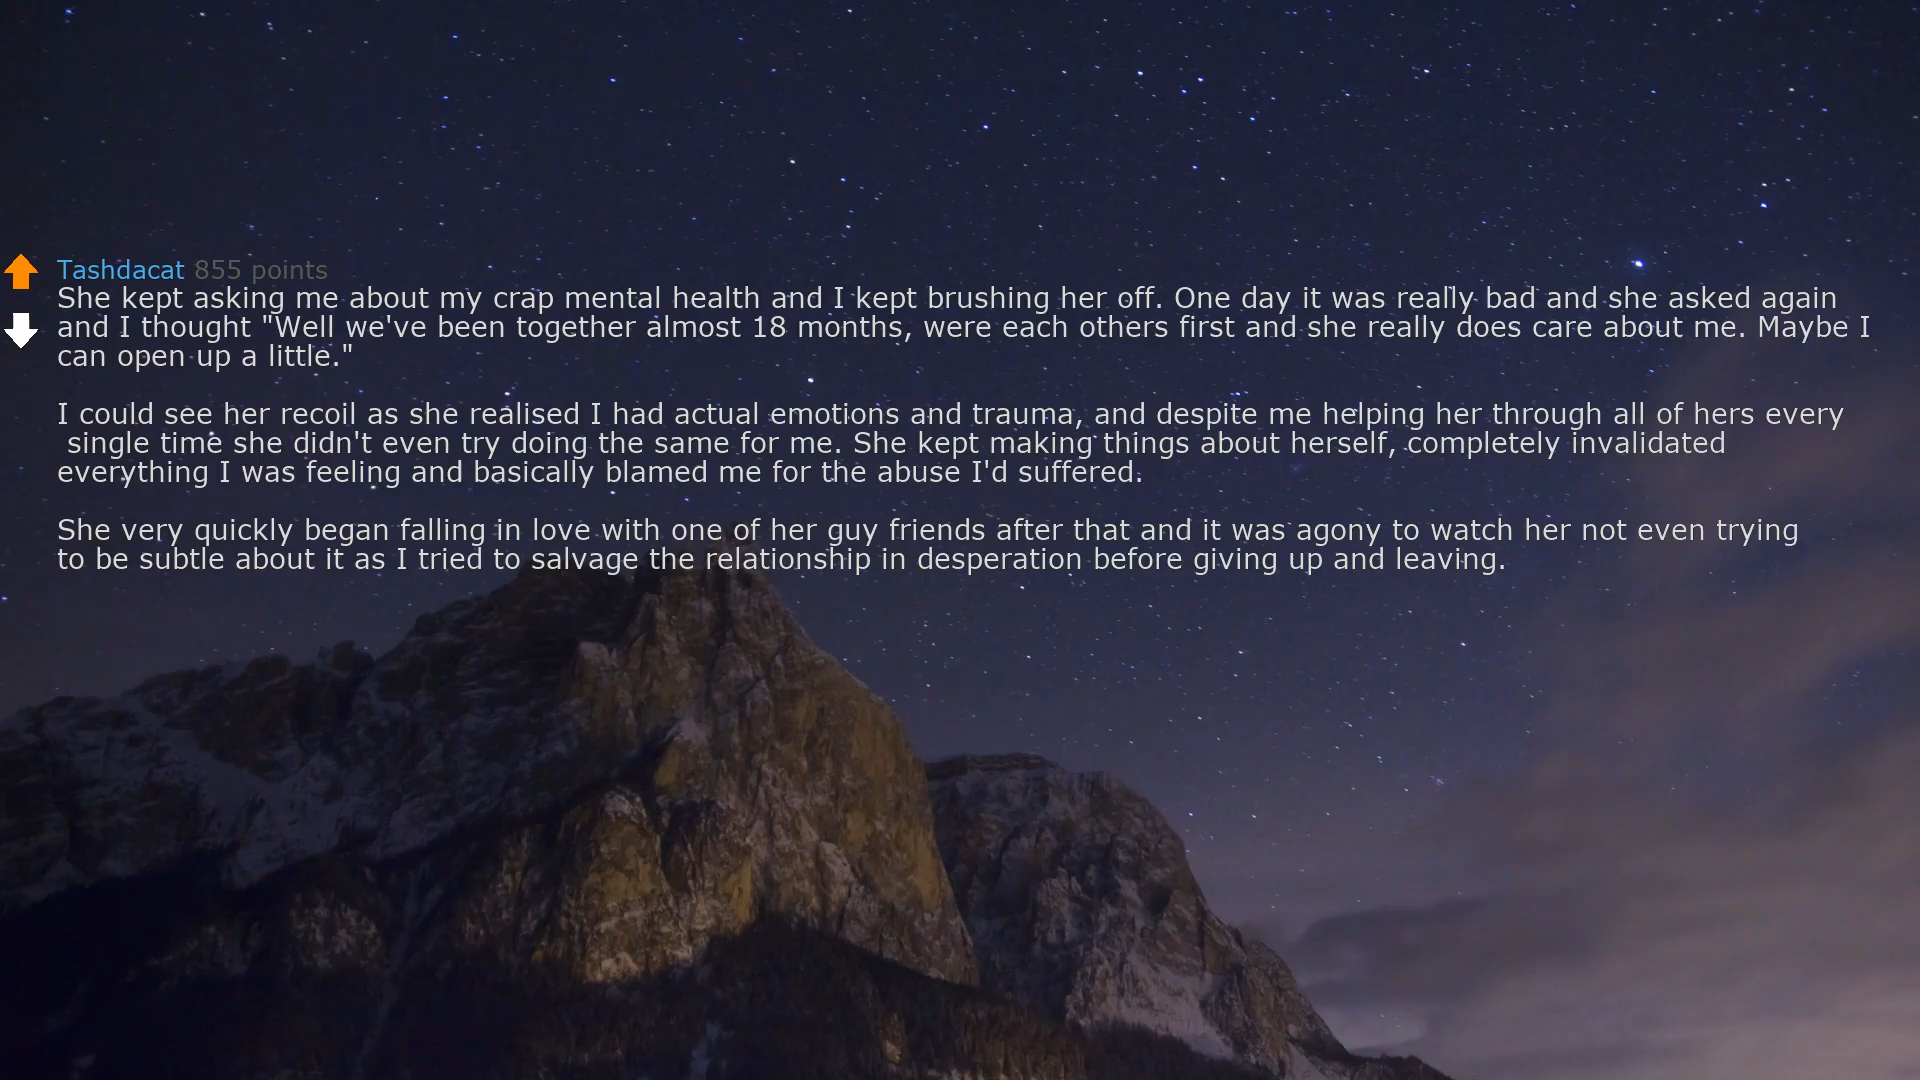 Tashdacat 855 points
She kept asking me about my crap mental health and I kept brushing her off. One day it was really bad and she asked again
and I thought "Well we've been together almost 18 months, were each others first and she really does care about me. Maybe I
can open up a little."
I could see her recoil as she realised I had actual emotions and trauma, and despite me helping her through all of hers every
single time she didn't even try doing the same for me. She kept making things about herself, completely invalidated
everything I was feeling and basically blamed me for the abuse I'd suffered.
She very quickly began falling in love with one of her guy friends after that and it was agony to watch her not even trying
to be subtle about it as I tried to salvage the relationship in desperation before giving up and leaving.